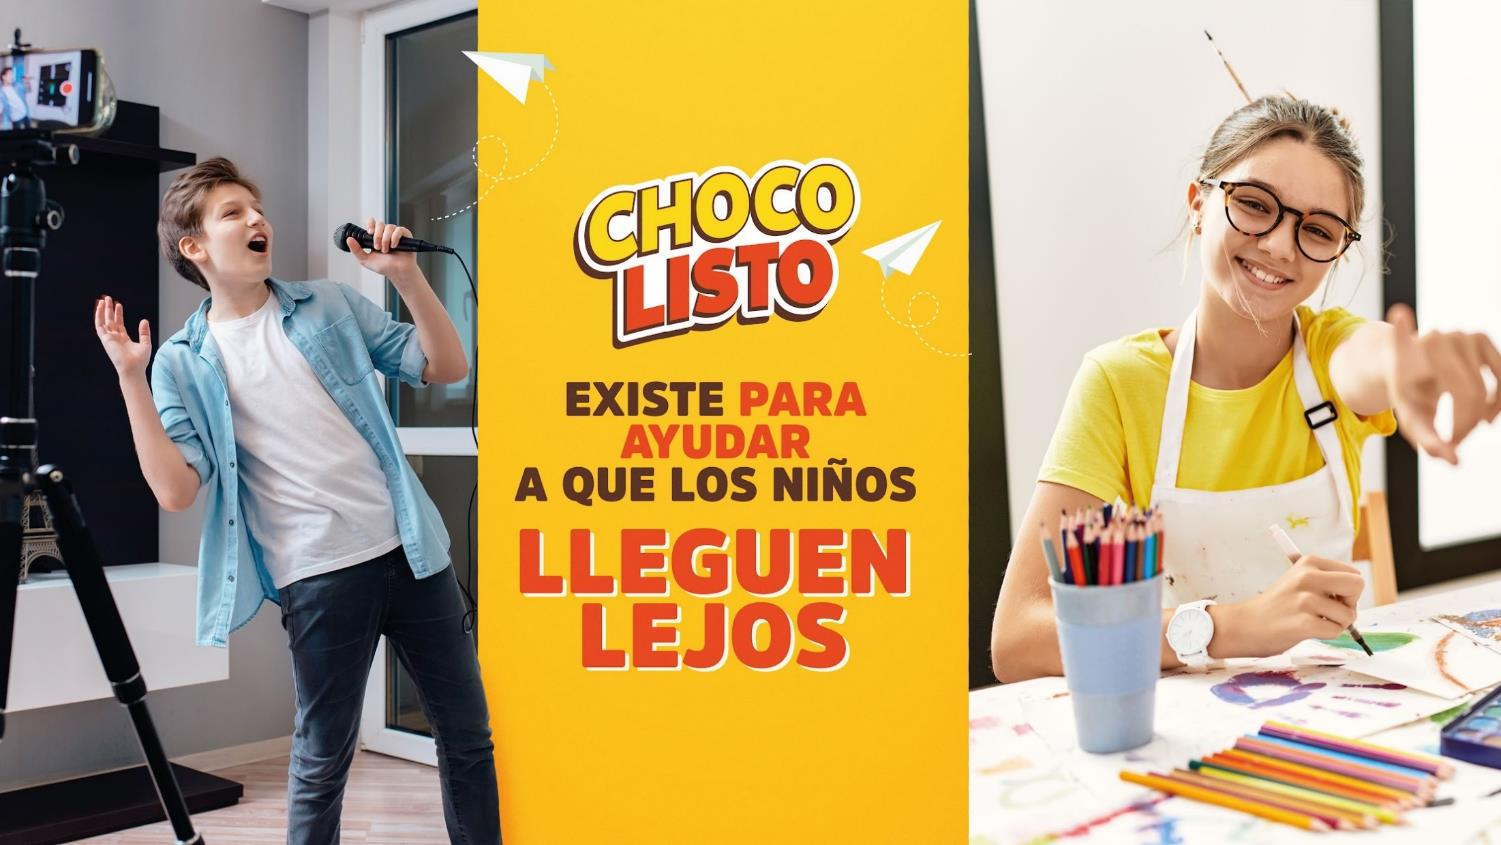 CHOCO
LISTO
EXISTE PARA
AYUDAR
A QUE LOS NIÑOS
LLEGUEN
LEJOS